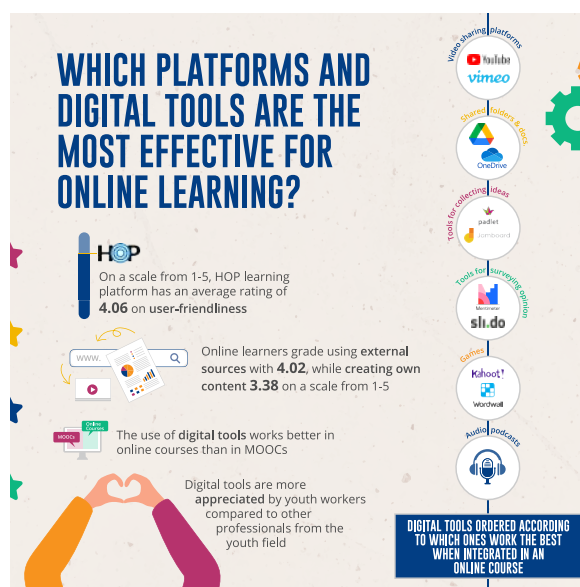 WHICH PLATFORMS AND
DIGITAL TOOLS ARE THE
MOST EFFECTIVE FOR
ONLINE LEARNING?
HOP
On a scale from 1-5, HOP learning
platform has an average rating of
4.06 on user-friendliness
www.
Online learners grade using external
sources with 4.02, while creating own
content 3.38 on a scale from 1-5
MOOCs
Online
Courses
The use of digital tools works better in
online courses than in MOOCs
Digital tools are more
appreciated by youth workers
compared to other
professionals from the
youth field
Video sharing platforms
YouTube
vimeo
Shared folders & docs
OneDrive
Tools for collecting ideas
padlet
Jamboard
Tools for surveying opinion
Mentimeter
sli.do
Games
Kahoot!
Wordwall
Audio podcasts
DIGITAL TOOLS ORDERED ACCORDING
TO WHICH ONES WORK THE BEST
WHEN INTEGRATED IN AN
ONLINE COURSE